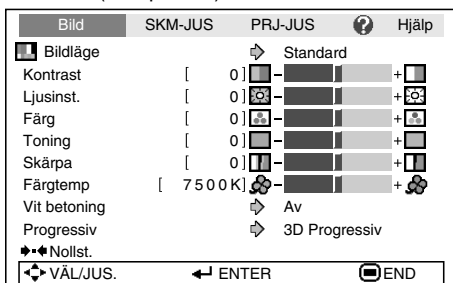 Bild SKM-JUS PRJ-JUS ? Hjälp
Bildläge Standard
Kontrast [ 0] - +
Ljusinst. [ 0] - +
Färg [ 0] - +
Toning [ 0] - +
Skärpa [ 0] - +
Färgtemp [ 7500K] - +
Vit betoning Av
Progressiv 3D Progressiv
Nollst.
VÄL/JUS. ENTER END